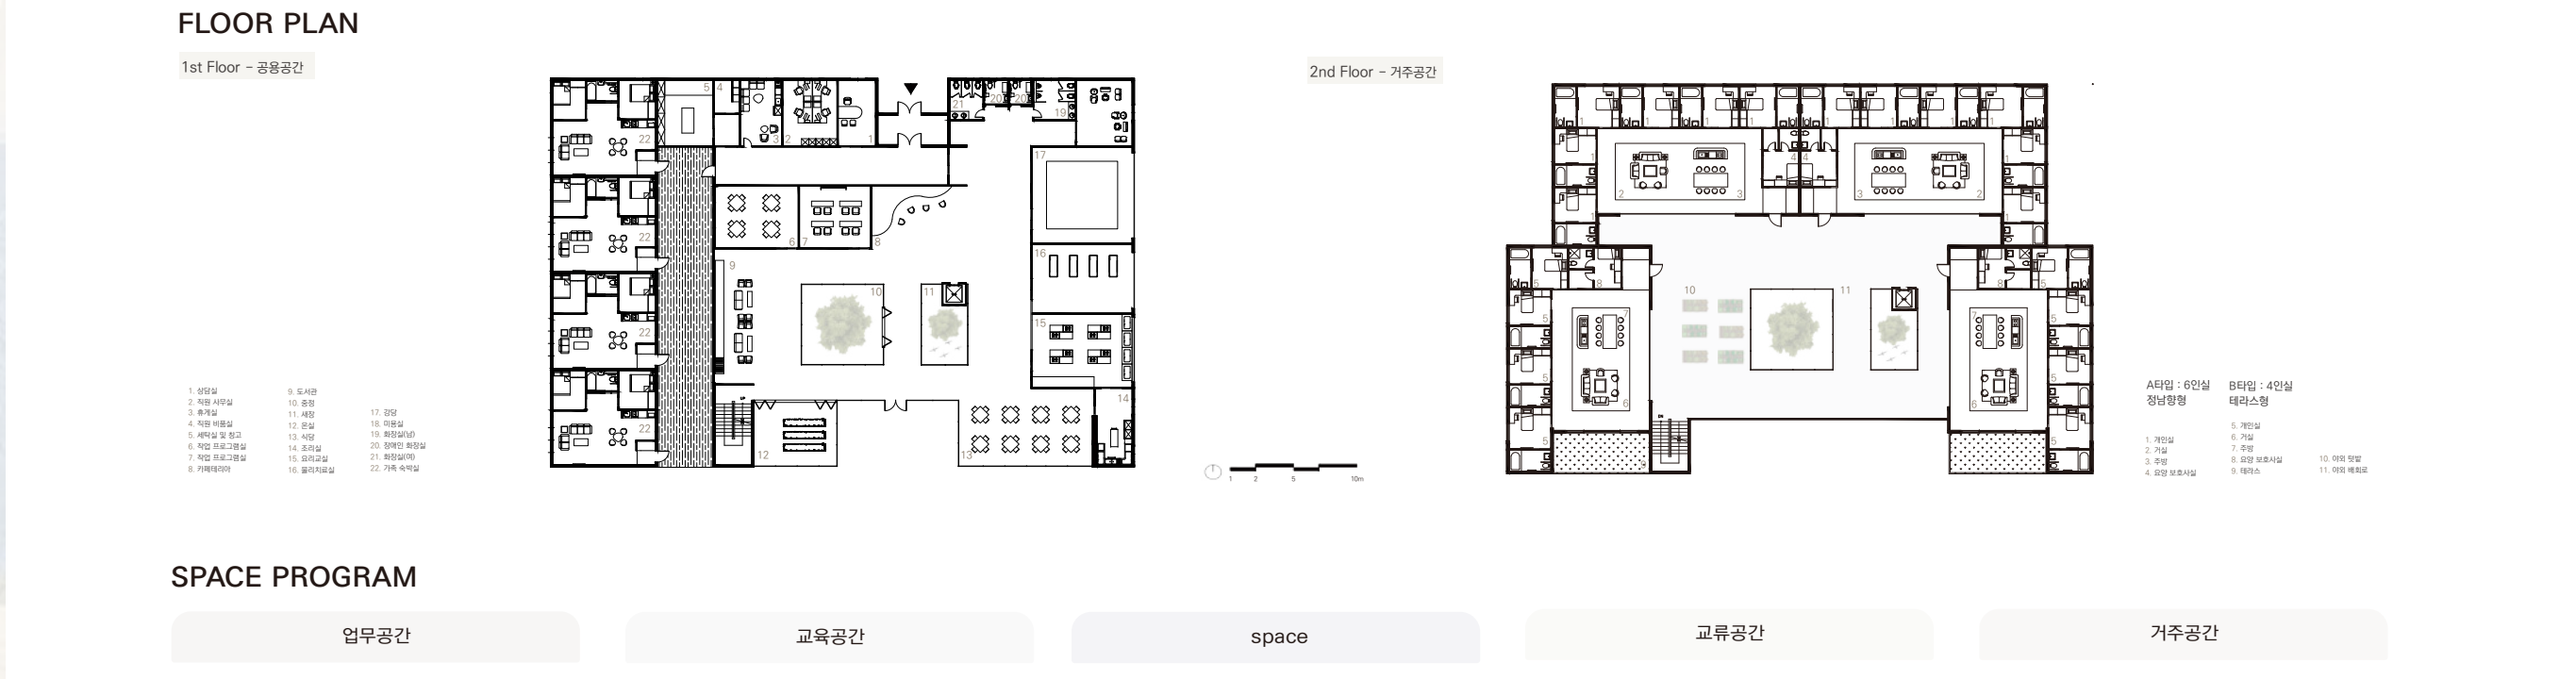 FLOOR PLAN
1st Floor - 공용공간
2nd Floor - 거주공간
1. 상담실
2. 직원 사무실
3. 휴게실
4. 직원 비품실
5. 세탁실 및 창고
6. 작업 프로그램실
7. 작업 프로그램실
8. 카페테리아
9. 도서관
10. 중정
11. 새장
12. 온실
13. 식당
14. 조리실
15. 요리교실
16. 물리치료실
17. 강당
18. 미용실
19. 화장실(남)
20. 장애인 화장실
21. 화장실(여)
22. 가족 숙박실
1 2 5 10m
A타입 : 6인실
정남향형
1. 개인실
2. 거실
3. 주방
4. 요양 보호사실
B타입 : 4인실
테라스형
5. 개인실
6. 거실
7. 주방
8. 요양 보호사실
9. 테라스
10. 야외 텃밭
11. 야외 배회로
SPACE PROGRAM
업무공간
교육공간
space
교류공간
거주공간